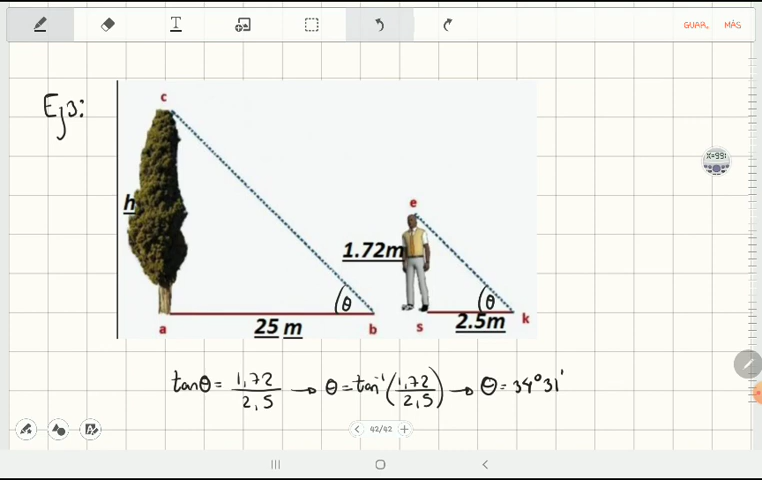 T
GUAR. MÁS
Ej3:
c
h
e
1.72m
θ
θ
25 m
2.5m
a
b
s
k
tanθ = 1,72 / 2,5 → θ = tan⁻¹(1,72 / 2,5) → θ = 34°31'
42/42